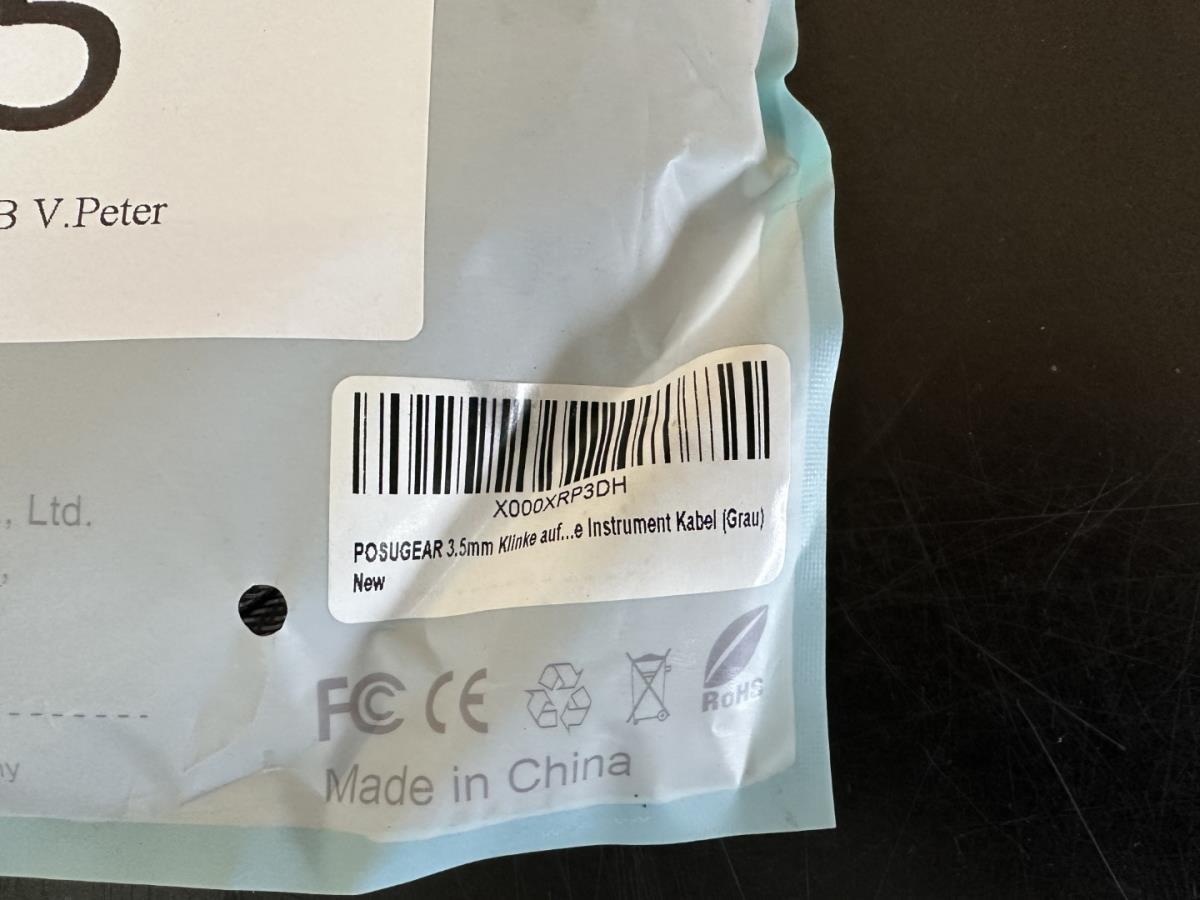 V.Peter
X000XRP3DH
POSUGEAR 3.5mm Klinke auf...e Instrument Kabel (Grau)
New
, Ltd.
FC CE RoHS
Made in China